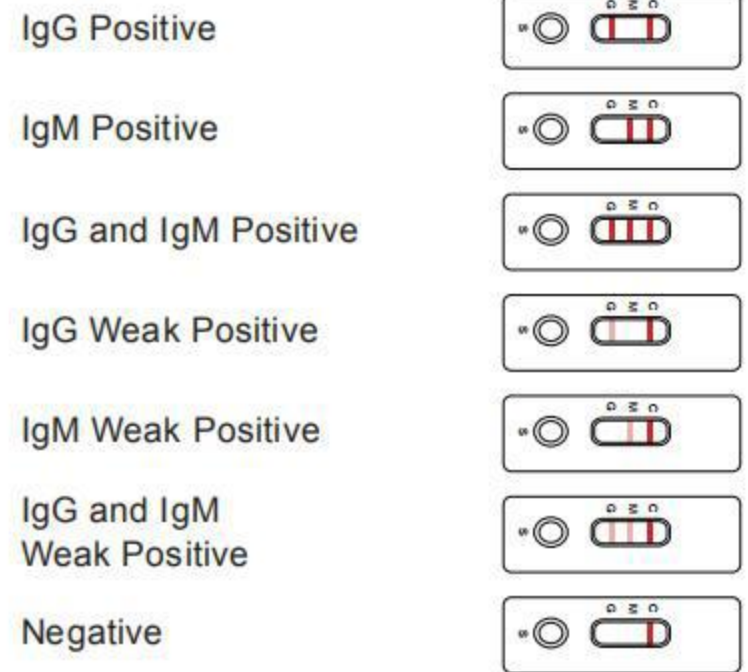 IgG Positive
S G M C
IgM Positive
S G M C
IgG and IgM Positive
S G M C
IgG Weak Positive
S G M C
IgM Weak Positive
S G M C
IgG and IgM
Weak Positive
S G M C
Negative
S G M C